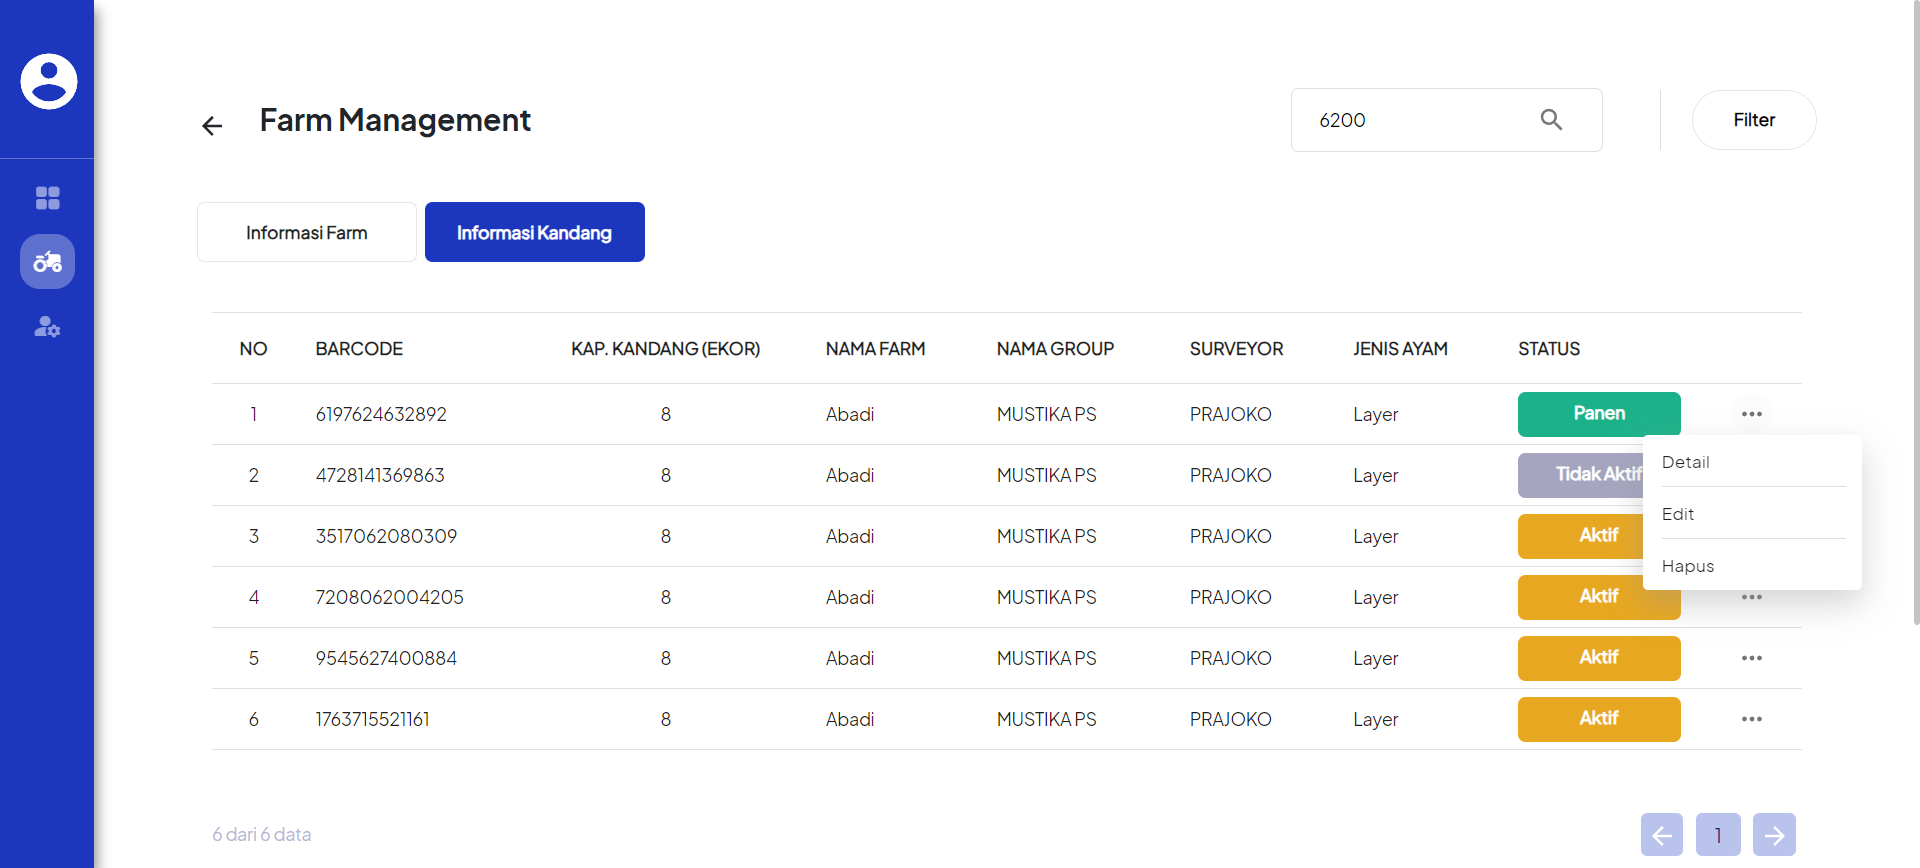 Farm Management
6200
Filter
Informasi Farm
Informasi Kandang
NO BARCODE KAP. KANDANG (EKOR) NAMA FARM NAMA GROUP SURVEYOR JENIS AYAM STATUS
1 6197624632892 8 Abadi MUSTIKA PS PRAJOKO Layer Panen
2 4728141369863 8 Abadi MUSTIKA PS PRAJOKO Layer Tidak Aktif
3 3517062080309 8 Abadi MUSTIKA PS PRAJOKO Layer Aktif
4 7208062004205 8 Abadi MUSTIKA PS PRAJOKO Layer Aktif
5 9545627400884 8 Abadi MUSTIKA PS PRAJOKO Layer Aktif
6 1763715521161 8 Abadi MUSTIKA PS PRAJOKO Layer Aktif
Detail
Edit
Hapus
6 dari 6 data
1